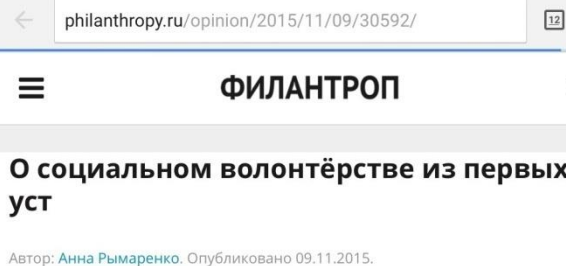 philanthropy.ru/opinion/2015/11/09/30592/ 12
ФИЛАНТРОП
О социальном волонтёрстве из первых
уст
Автор: Анна Рымаренко. Опубликовано 09.11.2015.